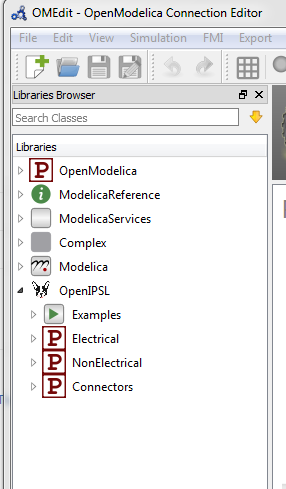 OMEdit - OpenModelica Connection Editor
File Edit View Simulation FMI Export
Libraries Browser
Search Classes
Libraries
P OpenModelica
i ModelicaReference
ModelicaServices
Complex
m Modelica
OpenIPSL
Examples
P Electrical
P NonElectrical
P Connectors